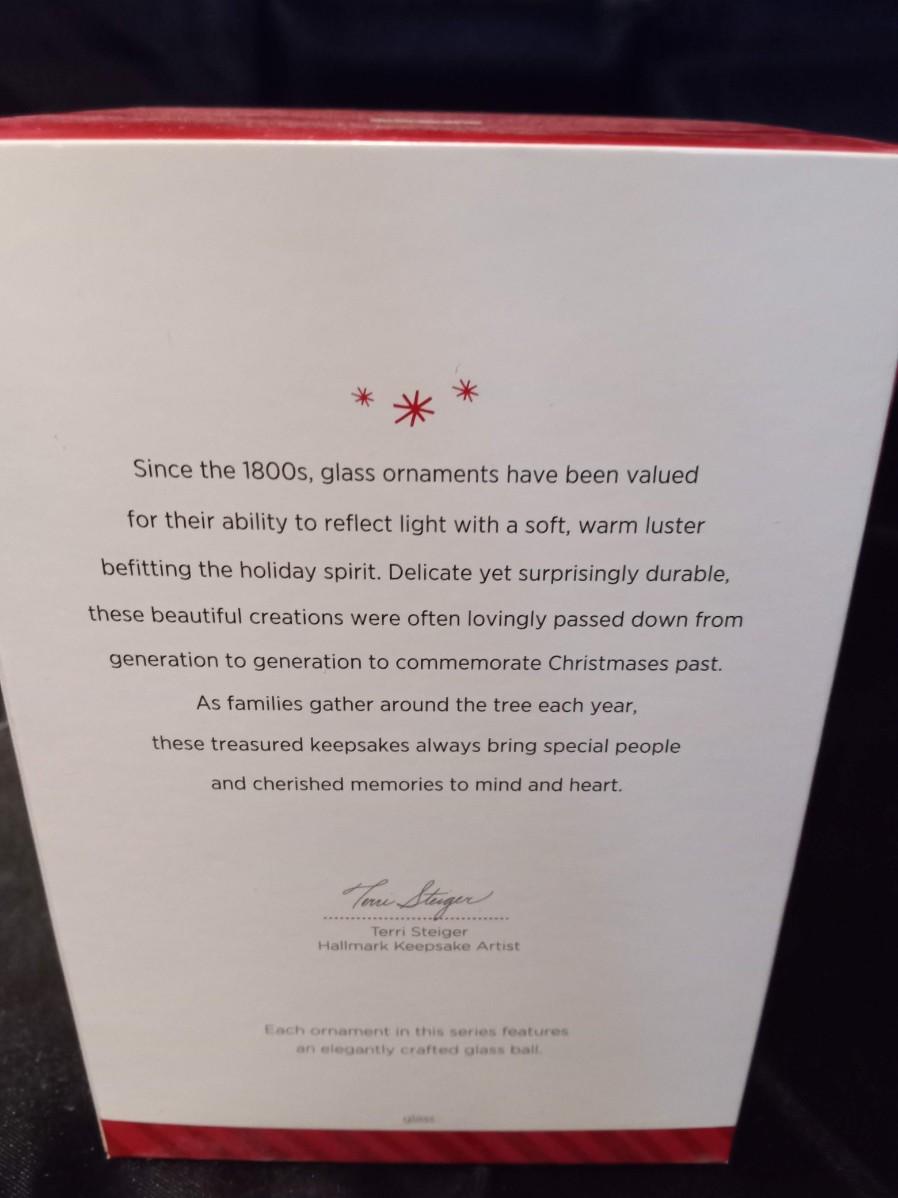 Since the 1800s, glass ornaments have been valued
for their ability to reflect light with a soft, warm luster
befitting the holiday spirit. Delicate yet surprisingly durable,
these beautiful creations were often lovingly passed down from
generation to generation to commemorate Christmases past.
As families gather around the tree each year,
these treasured keepsakes always bring special people
and cherished memories to mind and heart.
Terri Steiger
Terri Steiger
Hallmark Keepsake Artist
Each ornament in this series features
an elegantly crafted glass ball.
glass